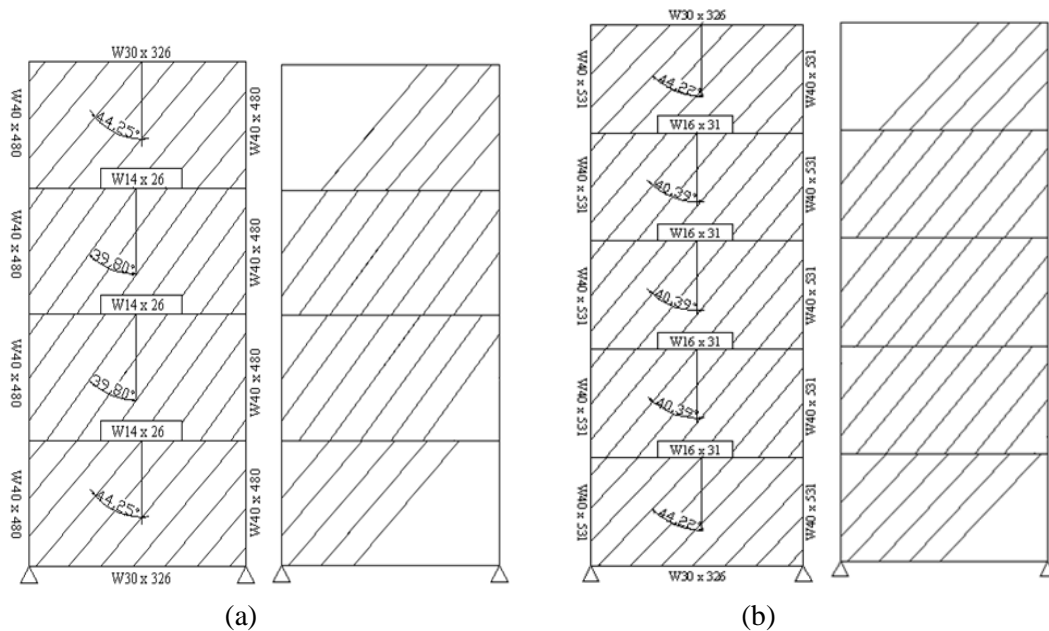 W30 x 326
W40 x 480
44.25°
W40 x 480
W14 x 26
W40 x 480
39.80°
W40 x 480
W14 x 26
W40 x 480
39.80°
W40 x 480
W14 x 26
W40 x 480
44.25°
W40 x 480
W30 x 326
(a)
W30 x 326
W40 x 531
44.27°
W40 x 531
W16 x 31
W40 x 531
40.39°
W40 x 531
W16 x 31
W40 x 531
40.39°
W40 x 531
W16 x 31
W40 x 531
40.39°
W40 x 531
W16 x 31
W40 x 531
44.27°
W40 x 531
W30 x 326
(b)